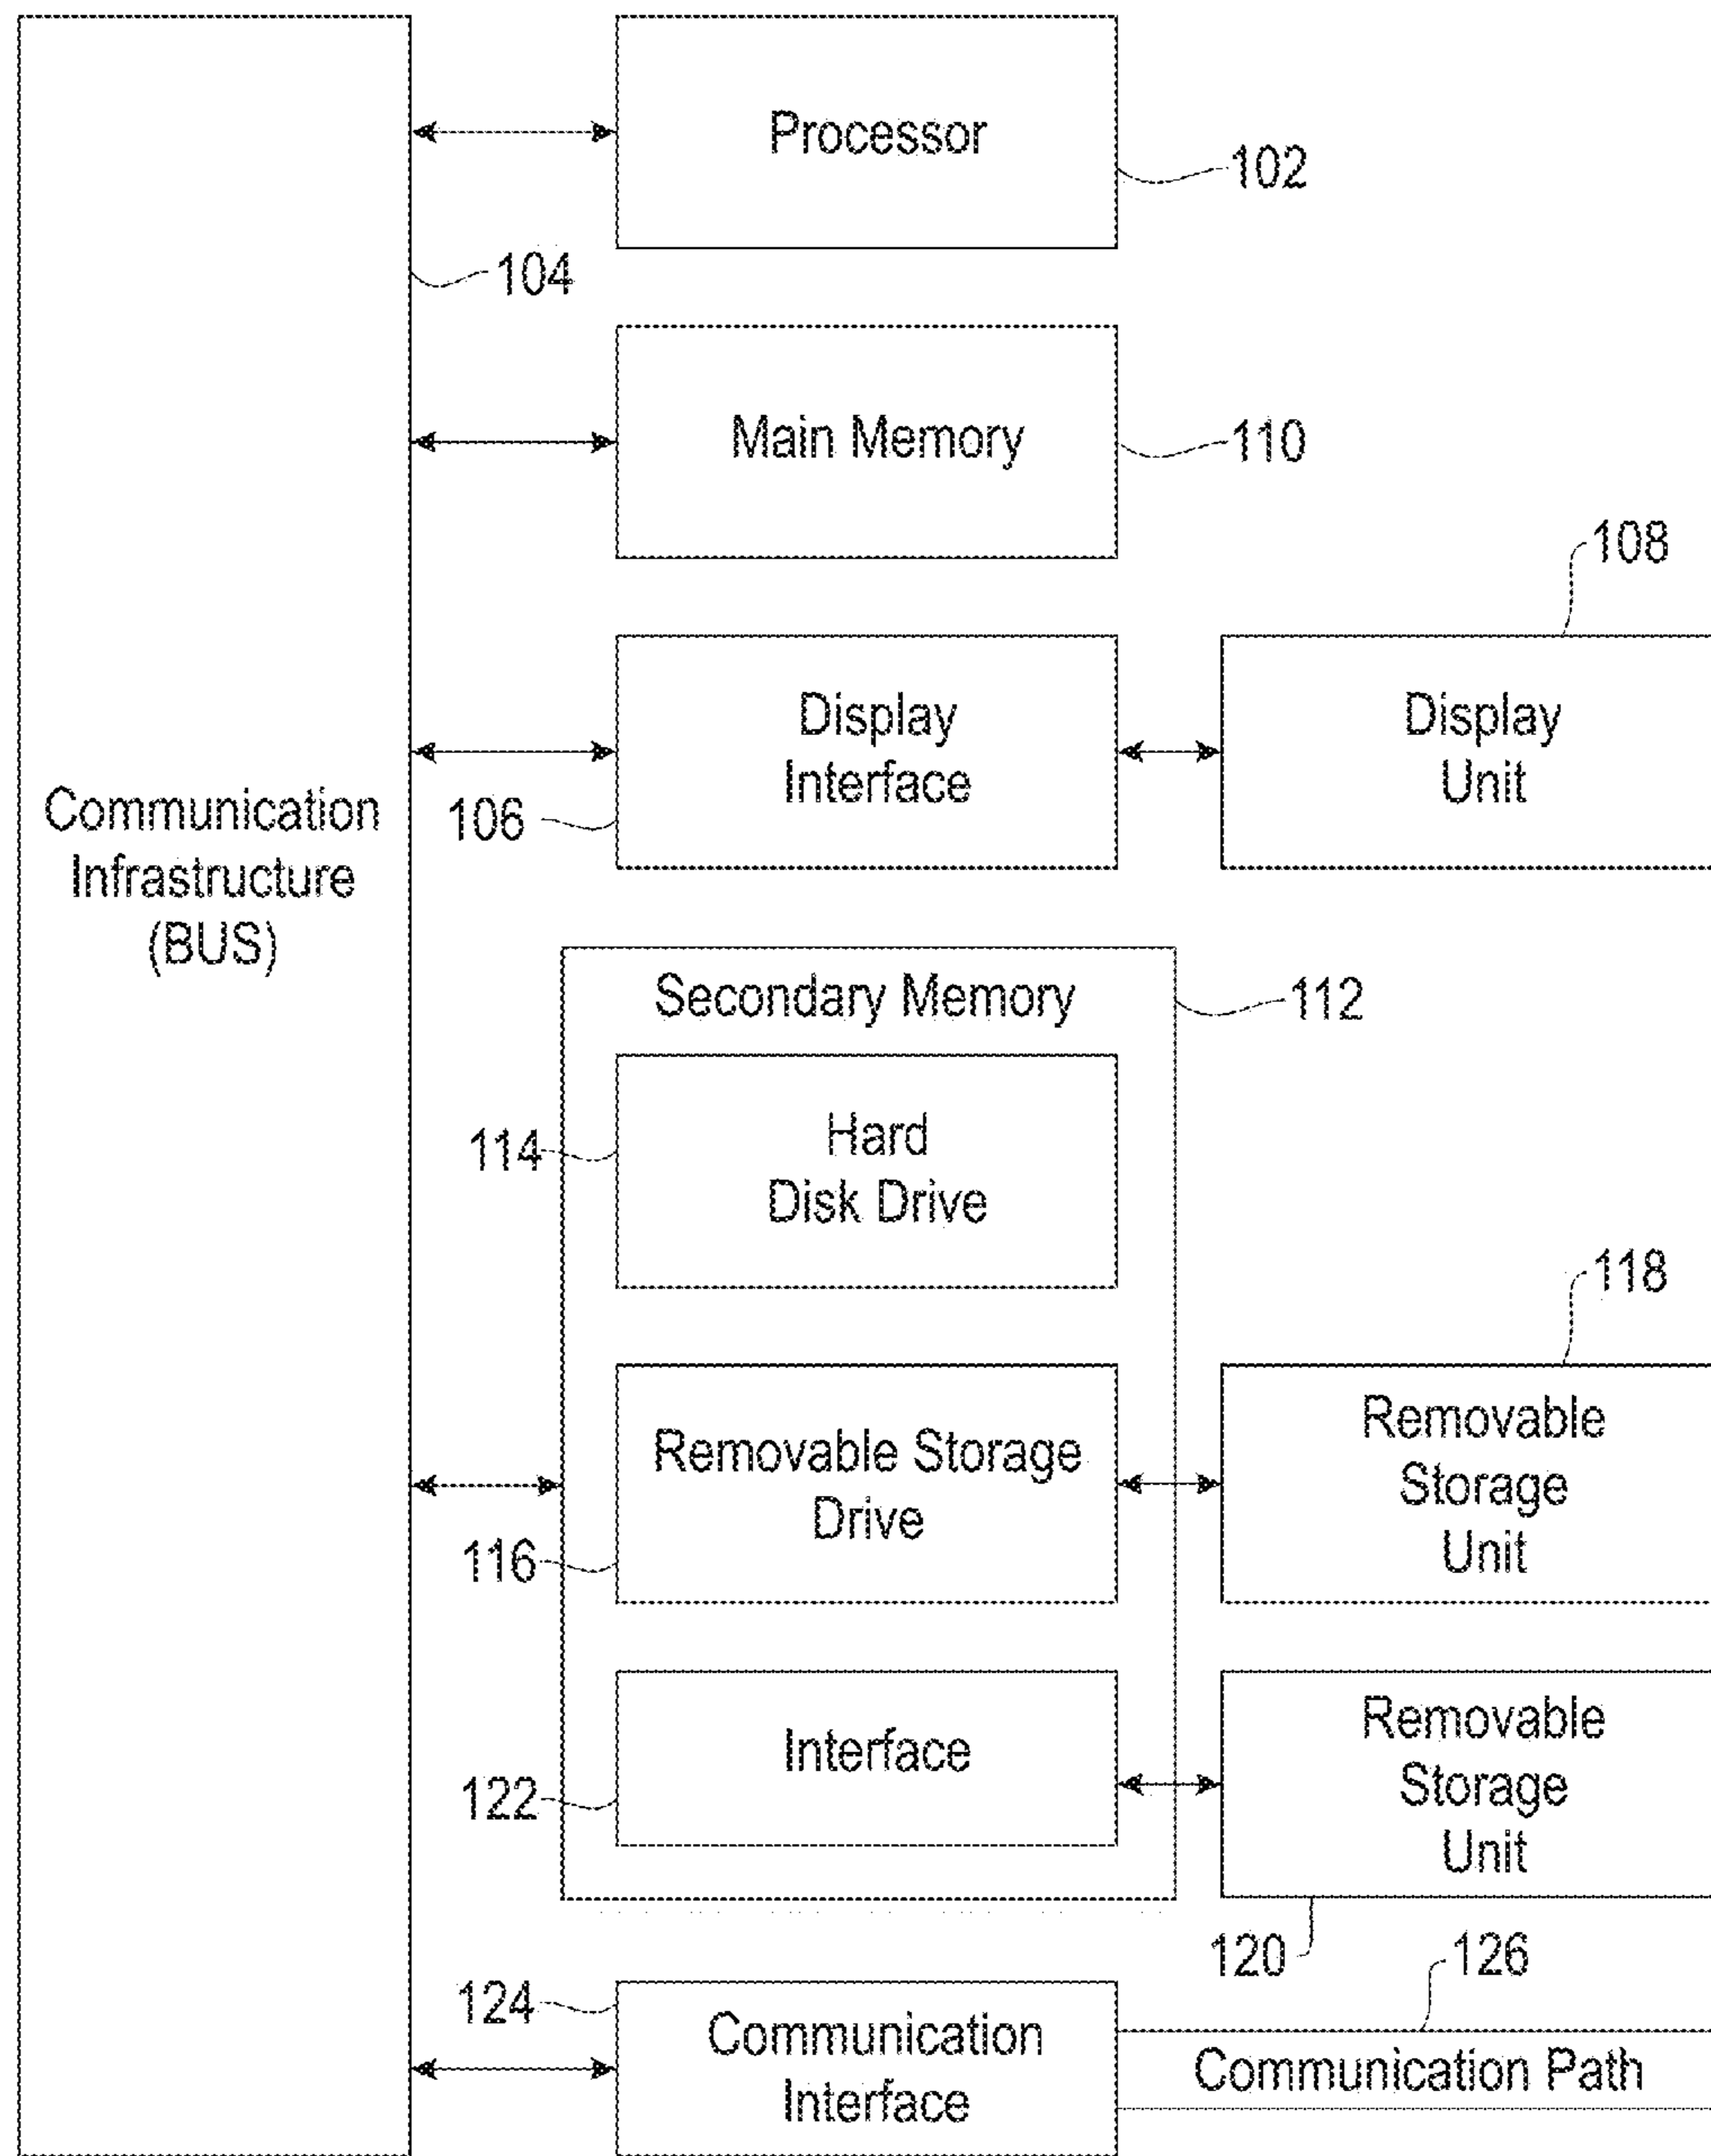 Processor
102
104
Main Memory
110
108
Display
Interface
106
Display
Unit
Communication
Infrastructure
(BUS)
Secondary Memory
112
114
Hard
Disk Drive
118
Removable Storage
Drive
116
Removable
Storage
Unit
Interface
122
Removable
Storage
Unit
120
126
124
Communication
Interface
Communication Path